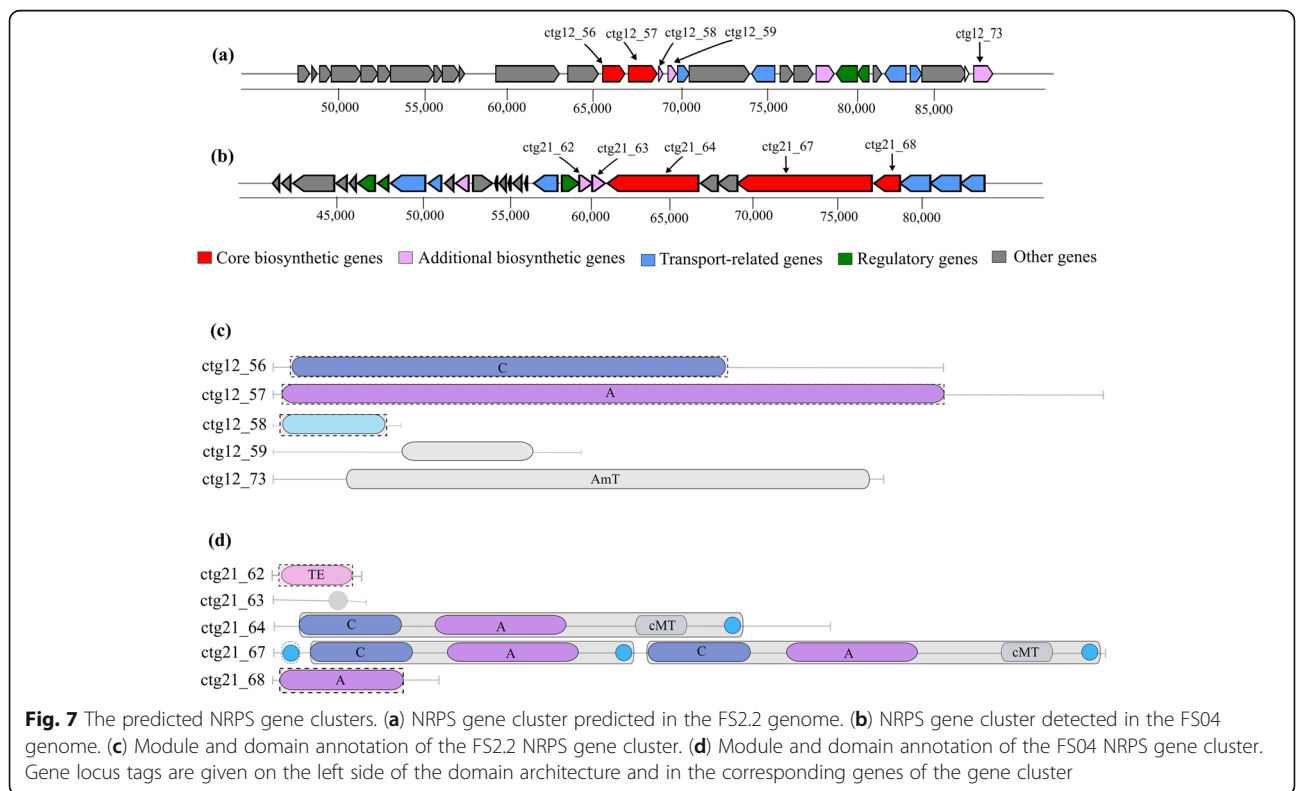 (a)
ctg12_56 ctg12_57 ctg12_58 ctg12_59 ctg12_73
50,000 55,000 60,000 65,000 70,000 75,000 80,000 85,000
(b)
ctg21_62 ctg21_63 ctg21_64 ctg21_67 ctg21_68
45,000 50,000 55,000 60,000 65,000 70,000 75,000 80,000
Core biosynthetic genes Additional biosynthetic genes Transport-related genes Regulatory genes Other genes
(c)
ctg12_56 C
ctg12_57 A
ctg12_58
ctg12_59
ctg12_73 AmT
(d)
ctg21_62 TE
ctg21_63
ctg21_64 C A cMT
ctg21_67 C A C A cMT
ctg21_68 A
Fig. 7 The predicted NRPS gene clusters. (a) NRPS gene cluster predicted in the FS2.2 genome. (b) NRPS gene cluster detected in the FS04
genome. (c) Module and domain annotation of the FS2.2 NRPS gene cluster. (d) Module and domain annotation of the FS04 NRPS gene cluster.
Gene locus tags are given on the left side of the domain architecture and in the corresponding genes of the gene cluster